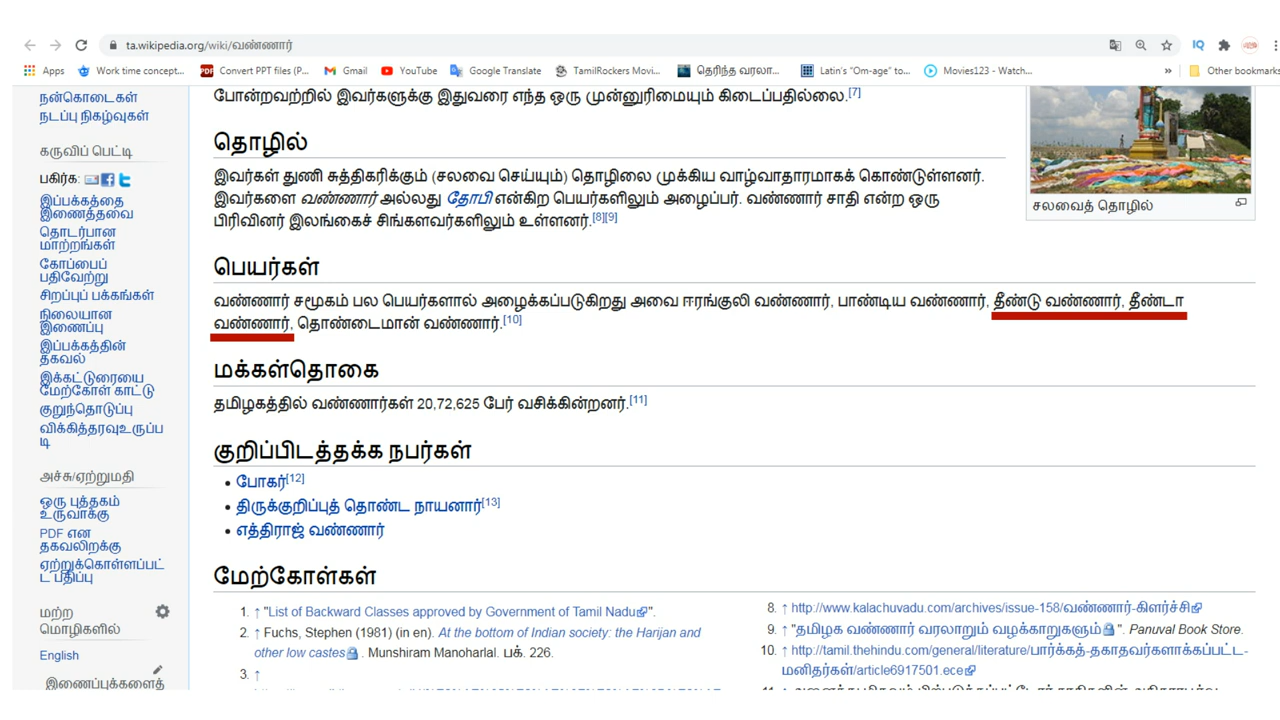 ta.wikipedia.org/wiki/வண்ணார்
Apps Work time concept... Convert PPT files (P... Gmail YouTube Google Translate TamilRockers Movi... தெரிந்த வரலா... Latin's "Om-age" to... Movies123 - Watch... » Other bookmarks
நன்கொடைகள்
நடப்பு நிகழ்வுகள்
கருவிப் பெட்டி
பகிர்க:
இப்பக்கத்தை
இணைத்தவை
தொடர்பான
மாற்றங்கள்
கோப்பைப்
பதிவேற்று
சிறப்புப் பக்கங்கள்
நிலையான
இணைப்பு
இப்பக்கத்தின்
தகவல்
இக்கட்டுரையை
மேற்கோள் காட்டு
குறுந்தொடுப்பு
விக்கித்தரவுஉருப்ப
டி
அச்சு/ஏற்றுமதி
ஒரு புத்தகம்
உருவாக்கு
PDF என
தகவலிறக்கு
ஏற்றுக்கொள்ளப்பட்
ட பதிப்பு
மற்ற
மொழிகளில்
English
இணைப்புக்களைத்
போன்றவற்றில் இவர்களுக்கு இதுவரை எந்த ஒரு முன்னுரிமையும் கிடைப்பதில்லை.[7]
தொழில்
இவர்கள் துணி சுத்திகரிக்கும் (சலவை செய்யும்) தொழிலை முக்கிய வாழ்வாதாரமாகக் கொண்டுள்ளனர்.
இவர்களை வண்ணார் அல்லது தோபி என்கிற பெயர்களிலும் அழைப்பர். வண்ணார் சாதி என்ற ஒரு
பிரிவினர் இலங்கைச் சிங்களவர்களிலும் உள்ளனர்.[8][9]
சலவைத் தொழில்
பெயர்கள்
வண்ணார் சமூகம் பல பெயர்களால் அழைக்கப்படுகிறது அவை ஈரங்குலி வண்ணார், பாண்டிய வண்ணார், தீண்டு வண்ணார், தீண்டா
வண்ணார், தொண்டைமான் வண்ணார்.[10]
மக்கள்தொகை
தமிழகத்தில் வண்ணார்கள் 20,72,625 பேர் வசிக்கின்றனர்.[11]
குறிப்பிடத்தக்க நபர்கள்
• போகர்[12]
• திருக்குறிப்புத் தொண்ட நாயனார்[13]
• எத்திராஜ் வண்ணார்
மேற்கோள்கள்
1. ↑ "List of Backward Classes approved by Government of Tamil Nadu".
2. ↑ Fuchs, Stephen (1981) (in en). At the bottom of Indian society: the Harijan and
other low castes. Munshiram Manoharlal. பக். 226.
3. ↑
8. ↑ http://www.kalachuvadu.com/archives/issue-158/வண்ணார்-கிளர்ச்சி
9. ↑ "தமிழக வண்ணார் வரலாறும் வழக்காறுகளும்". Panuval Book Store.
10. ↑ http://tamil.thehindu.com/general/literature/பார்க்கத்-தகாதவர்களாக்கப்பட்ட-
மனிதர்கள்/article6917501.ece